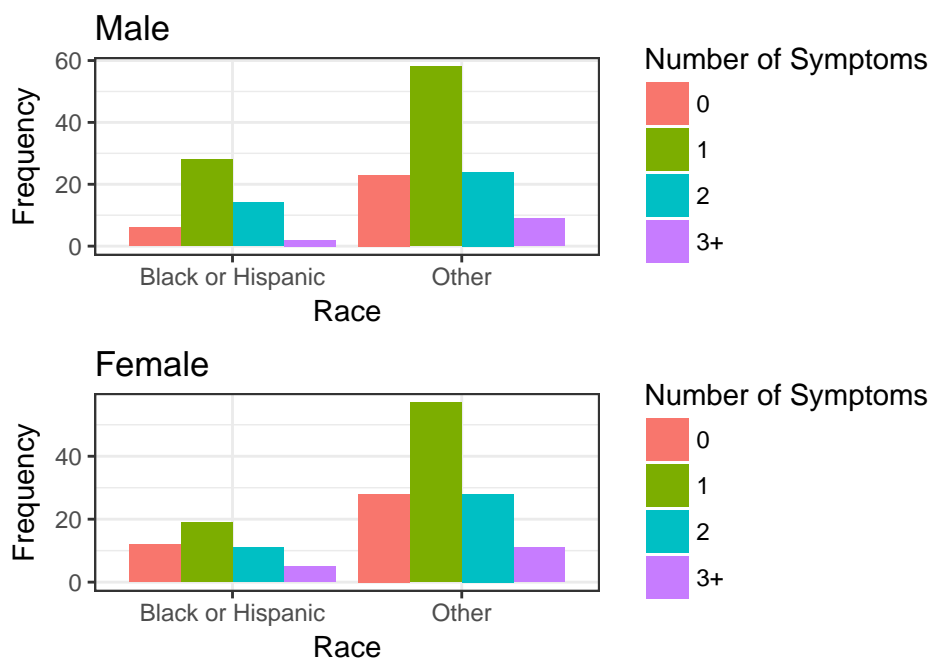 Male
Frequency
60
40
20
0
Black or Hispanic Other
Race
Number of Symptoms
0
1
2
3+
Female
Frequency
40
20
0
Black or Hispanic Other
Race
Number of Symptoms
0
1
2
3+